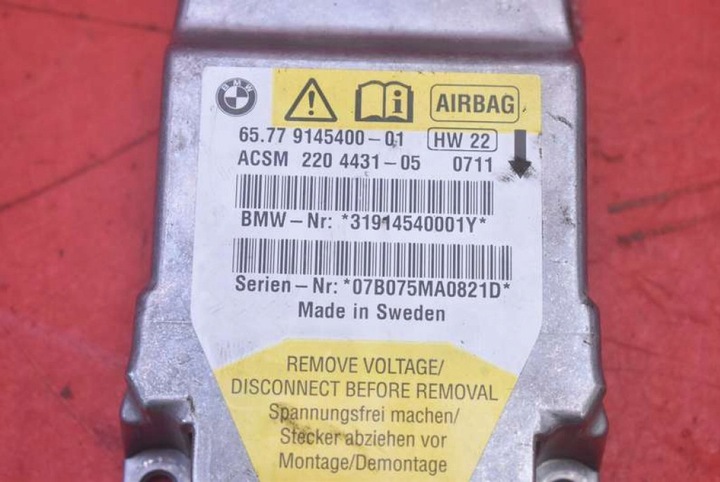 BMW
AIRBAG
65.77 9145400-01 HW 22
ACSM 220 4431-05 0711
BMW-Nr: *31914540001Y*
Serien-Nr: *07B075MA0821D*
Made in Sweden
REMOVE VOLTAGE/
DISCONNECT BEFORE REMOVAL
Spannungsfrei machen/
Stecker abziehen vor
Montage/Demontage